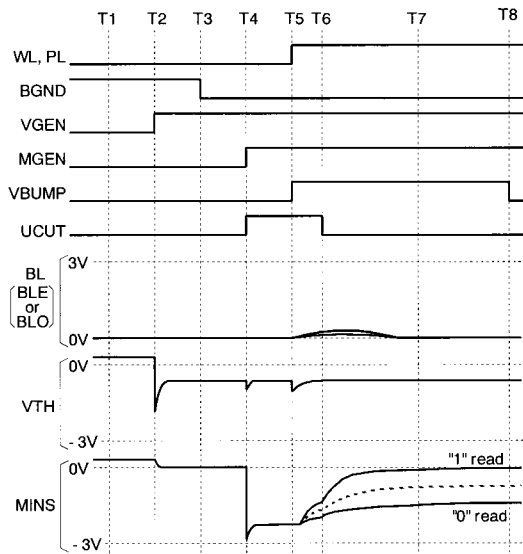 T1 T2 T3 T4 T5 T6 T7 T8
WL, PL
BGND
VGEN
MGEN
VBUMP
UCUT
3V
BL
BLE
or
BLO
0V
0V
VTH
- 3V
0V
"1" read
MINS
"0" read
- 3V